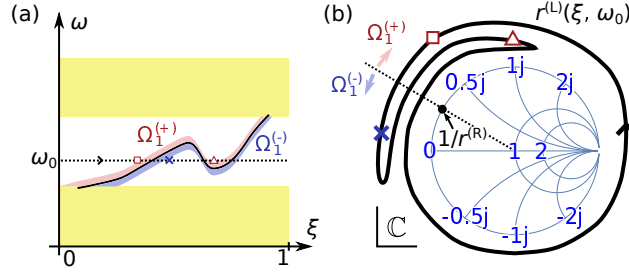 (a)
ω
Ω₁⁽⁺⁾
Ω₁⁽⁻⁾
ω₀
0
1
ξ
(b)
r⁽ᴸ⁾(ξ, ω₀)
Ω₁⁽⁺⁾
Ω₁⁽⁻⁾
1j
0.5j
2j
1/r⁽ᴿ⁾
0
1
2
-0.5j
-2j
-1j
ℂ